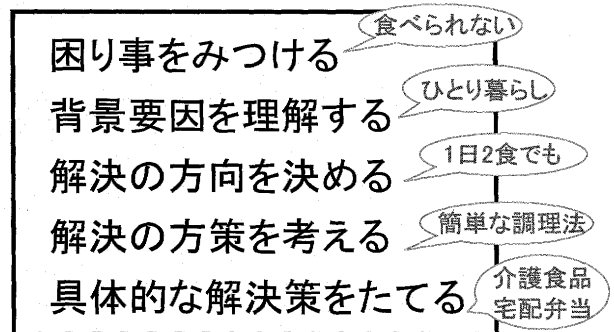 困り事をみつける
食べられない
背景要因を理解する
ひとり暮らし
解決の方向を決める
1日2食でも
解決の方策を考える
簡単な調理法
具体的な解決策をたてる
介護食品
宅配弁当